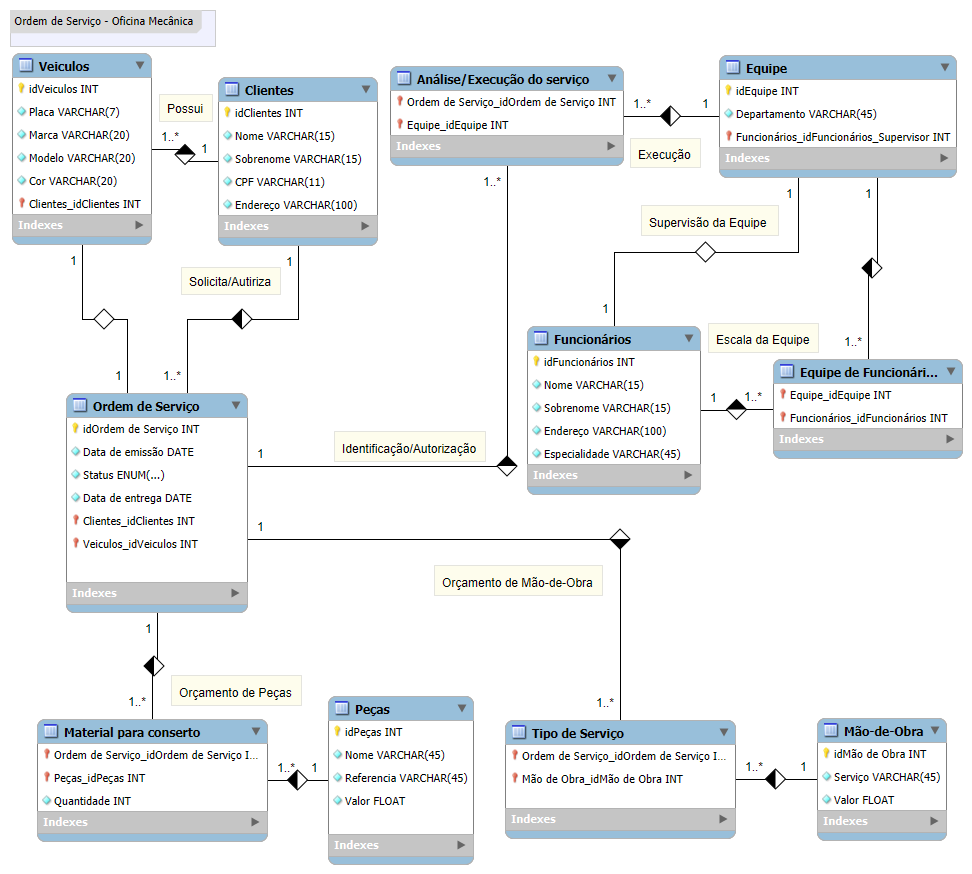 Ordem de Serviço - Oficina Mecânica
Veiculos
idVeiculos INT
Placa VARCHAR(7)
Marca VARCHAR(20)
Modelo VARCHAR(20)
Cor VARCHAR(20)
Clientes_idClientes INT
Indexes
Possui
1..*
1
Clientes
idClientes INT
Nome VARCHAR(15)
Sobrenome VARCHAR(15)
CPF VARCHAR(11)
Endereço VARCHAR(100)
Indexes
Análise/Execução do serviço
Ordem de Serviço_idOrdem de Serviço INT
Equipe_idEquipe INT
Indexes
1..*
1
Execução
Equipe
idEquipe INT
Departamento VARCHAR(45)
Funcionários_idFuncionários_Supervisor INT
Indexes
1..*
1
1
Supervisão da Equipe
1
1
Solicita/Autiriza
1
1
1..*
1
1..*
Funcionários
idFuncionários INT
Nome VARCHAR(15)
Sobrenome VARCHAR(15)
Endereço VARCHAR(100)
Especialidade VARCHAR(45)
Indexes
Escala da Equipe
1
1..*
Equipe de Funcionári...
Equipe_idEquipe INT
Funcionários_idFuncionários INT
Indexes
Ordem de Serviço
idOrdem de Serviço INT
Data de emissão DATE
Status ENUM(...)
Data de entrega DATE
Clientes_idClientes INT
Veiculos_idVeiculos INT
Indexes
Identificação/Autorização
1
1
Orçamento de Mão-de-Obra
1
1..*
Orçamento de Peças
1..*
Material para conserto
Ordem de Serviço_idOrdem de Serviço I...
Peças_idPeças INT
Quantidade INT
Indexes
1..*
1
Peças
idPeças INT
Nome VARCHAR(45)
Referencia VARCHAR(45)
Valor FLOAT
Indexes
Tipo de Serviço
Ordem de Serviço_idOrdem de Serviço I...
Mão de Obra_idMão de Obra INT
Indexes
1..*
1
Mão-de-Obra
idMão de Obra INT
Serviço VARCHAR(45)
Valor FLOAT
Indexes